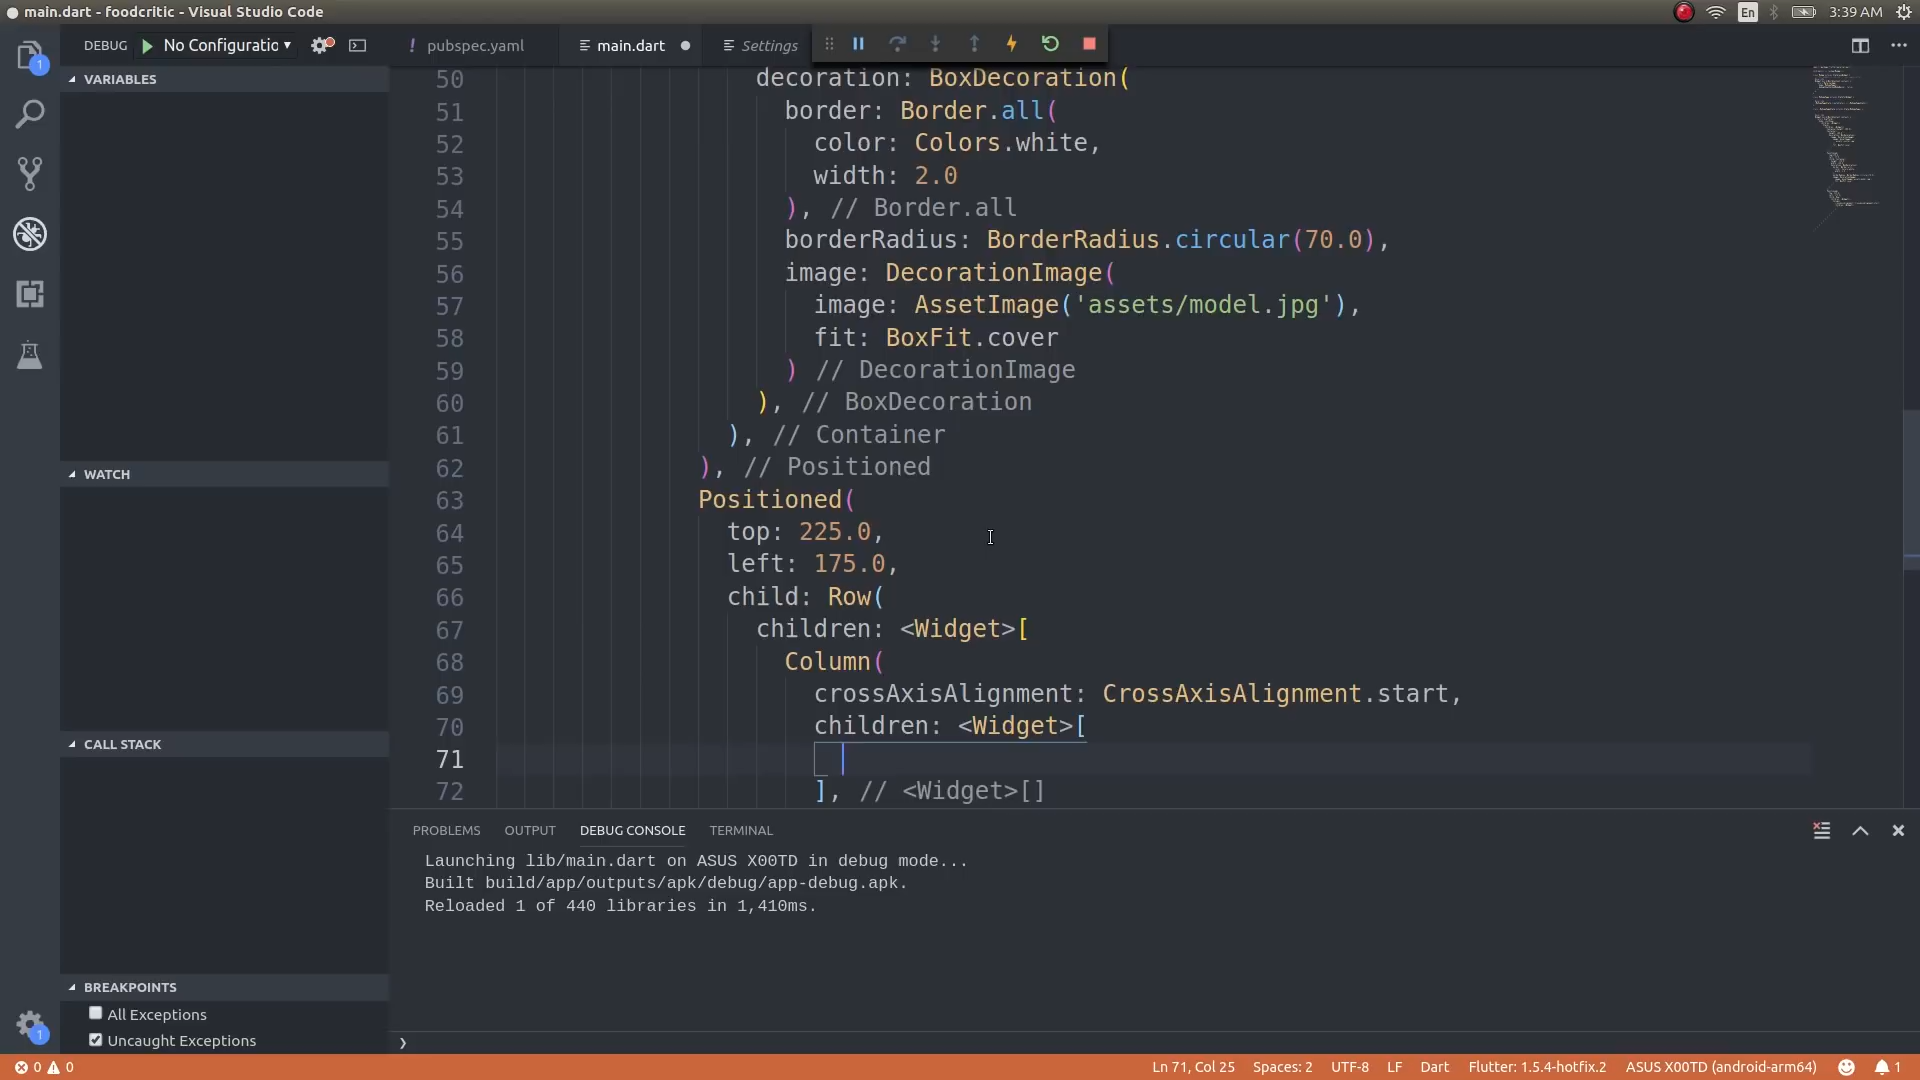 main.dart - foodcritic - Visual Studio Code
En
3:39 AM
DEBUG
No Configuratio
! pubspec.yaml
main.dart
Settings
1
VARIABLES
WATCH
CALL STACK
BREAKPOINTS
All Exceptions
Uncaught Exceptions
1
50 decoration: BoxDecoration(
51 border: Border.all(
52 color: Colors.white,
53 width: 2.0
54 ), // Border.all
55 borderRadius: BorderRadius.circular(70.0),
56 image: DecorationImage(
57 image: AssetImage('assets/model.jpg'),
58 fit: BoxFit.cover
59 ) // DecorationImage
60 ), // BoxDecoration
61 ), // Container
62 ), // Positioned
63 Positioned(
64 top: 225.0,
65 left: 175.0,
66 child: Row(
67 children: <Widget>[
68 Column(
69 crossAxisAlignment: CrossAxisAlignment.start,
70 children: <Widget>[
71
72 ], // <Widget>[]
PROBLEMS OUTPUT DEBUG CONSOLE TERMINAL
Launching lib/main.dart on ASUS X00TD in debug mode...
Built build/app/outputs/apk/debug/app-debug.apk.
Reloaded 1 of 440 libraries in 1,410ms.
0 0
Ln 71, Col 25 Spaces: 2 UTF-8 LF Dart Flutter: 1.5.4-hotfix.2 ASUS X00TD (android-arm64) 1